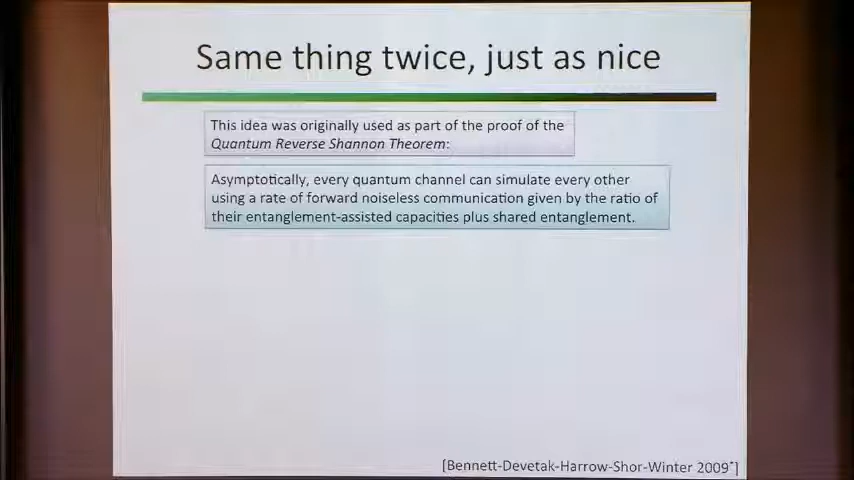 Same thing twice, just as nice
This idea was originally used as part of the proof of the
Quantum Reverse Shannon Theorem:
Asymptotically, every quantum channel can simulate every other
using a rate of forward noiseless communication given by the ratio of
their entanglement-assisted capacities plus shared entanglement.
[Bennett-Devetak-Harrow-Shor-Winter 2009*]